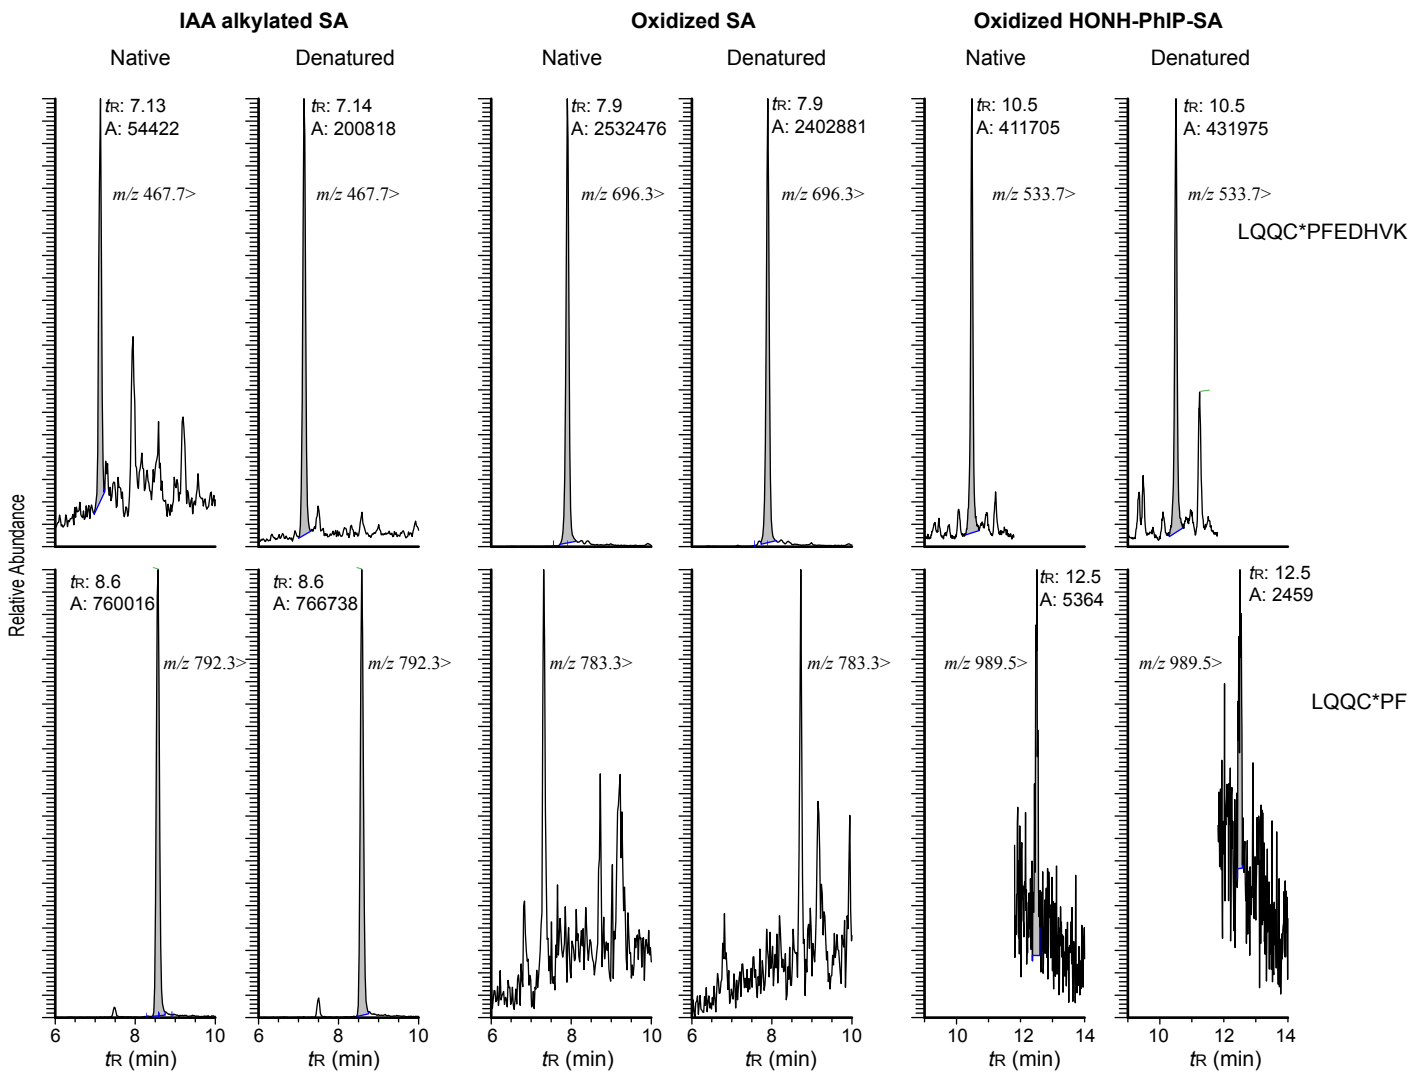 IAA alkylated SA
Oxidized SA
Oxidized HONH-PhIP-SA
Native
Denatured
Native
Denatured
Native
Denatured
tR: 7.13
A: 54422
tR: 7.14
A: 200818
tR: 7.9
A: 2532476
tR: 7.9
A: 2402881
tR: 10.5
A: 411705
tR: 10.5
A: 431975
m/z 467.7>
m/z 467.7>
m/z 696.3>
m/z 696.3>
m/z 533.7>
m/z 533.7>
LQQC*PFEDHVK
Relative Abundance
tR: 8.6
A: 760016
tR: 8.6
A: 766738
tR: 12.5
A: 5364
tR: 12.5
A: 2459
m/z 792.3>
m/z 792.3>
m/z 783.3>
m/z 783.3>
m/z 989.5>
m/z 989.5>
LQQC*PF
6 8 10
6 8 10
6 8 10
6 8 10
10 12 14
10 12 14
tR (min)
tR (min)
tR (min)
tR (min)
tR (min)
tR (min)